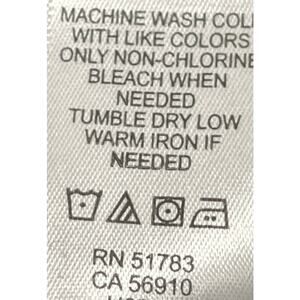 MACHINE WASH COL
WITH LIKE COLORS
ONLY NON-CHLORINE
BLEACH WHEN
NEEDED
TUMBLE DRY LOW
WARM IRON IF
NEEDED
RN 51783
CA 56910